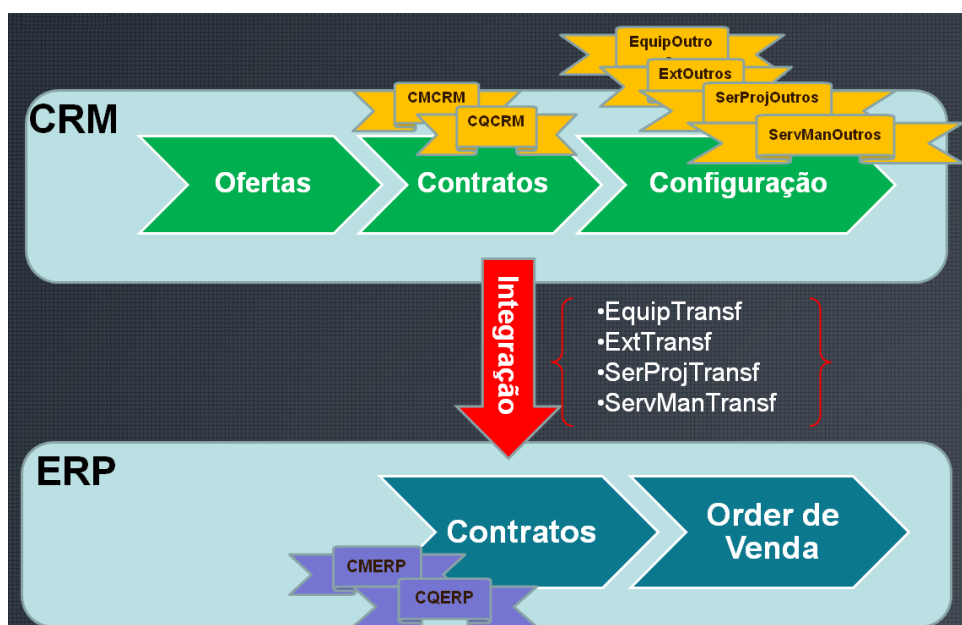 EquipOutro
ExtOutros
CRM
CMCRM
SerProjOutros
CQCRM
ServManOutros
Ofertas
Contratos
Configuração
Integração
•EquipTransf
•ExtTransf
•SerProjTransf
•ServManTransf
ERP
Contratos
Order de
Venda
CMERP
CQERP